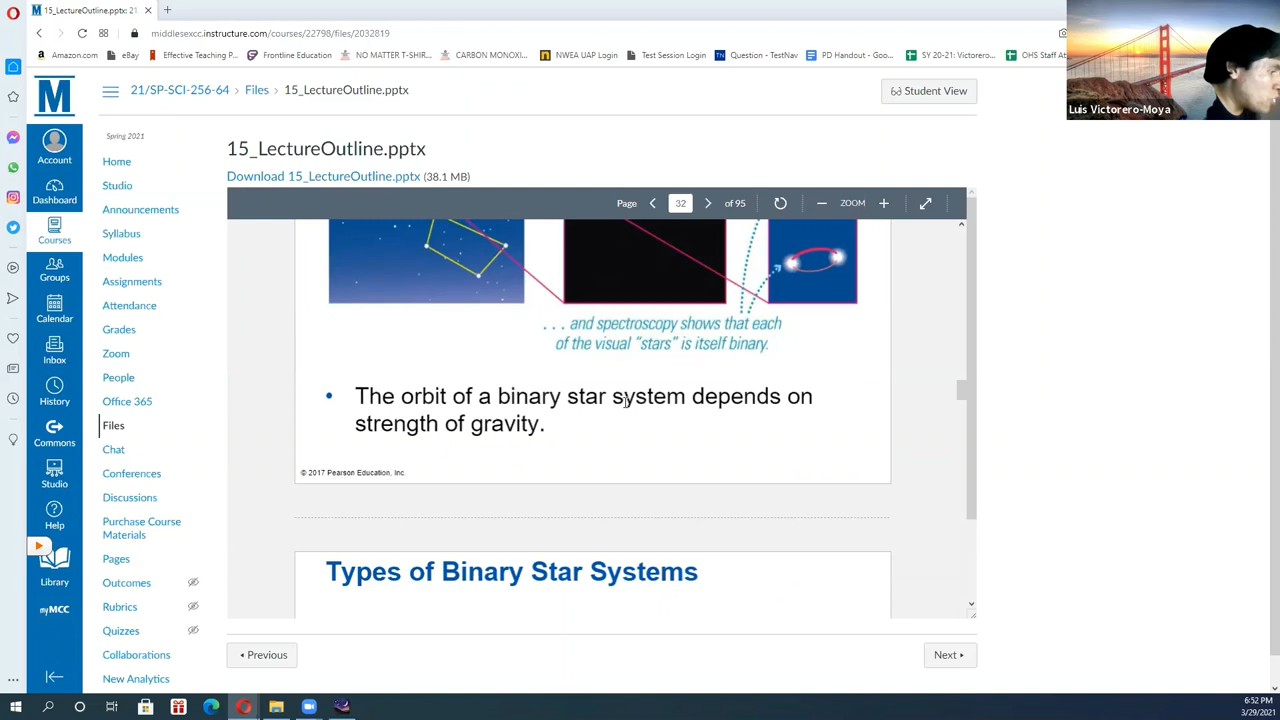 15_LectureOutline.pptx: 21
middlesexcc.instructure.com/courses/22798/files/2032819
Amazon.com
eBay
Effective Teaching P...
Frontline Education
NO MATTER T-SHIR...
CARBON MONOXI...
NWEA UAP Login
Test Session Login
Question - TestNav
PD Handout - Goo...
SY 20-21: Victorero...
OHS Staff At
Luis Victorero-Moya
M
21/SP-SCI-256-64 › Files › 15_LectureOutline.pptx
Student View
Account
Dashboard
Courses
Groups
Calendar
Inbox
History
Commons
Studio
Help
Library
myMCC
Spring 2021
Home
Studio
Announcements
Syllabus
Modules
Assignments
Attendance
Grades
Zoom
People
Office 365
Files
Chat
Conferences
Discussions
Purchase Course
Materials
Pages
Outcomes
Rubrics
Quizzes
Collaborations
New Analytics
15_LectureOutline.pptx
Download 15_LectureOutline.pptx (38.1 MB)
Page 32 of 95 ZOOM
. . . and spectroscopy shows that each
of the visual "stars" is itself binary.
• The orbit of a binary star system depends on
strength of gravity.
© 2017 Pearson Education, Inc.
Types of Binary Star Systems
Previous
Next
6:52 PM
3/29/2021